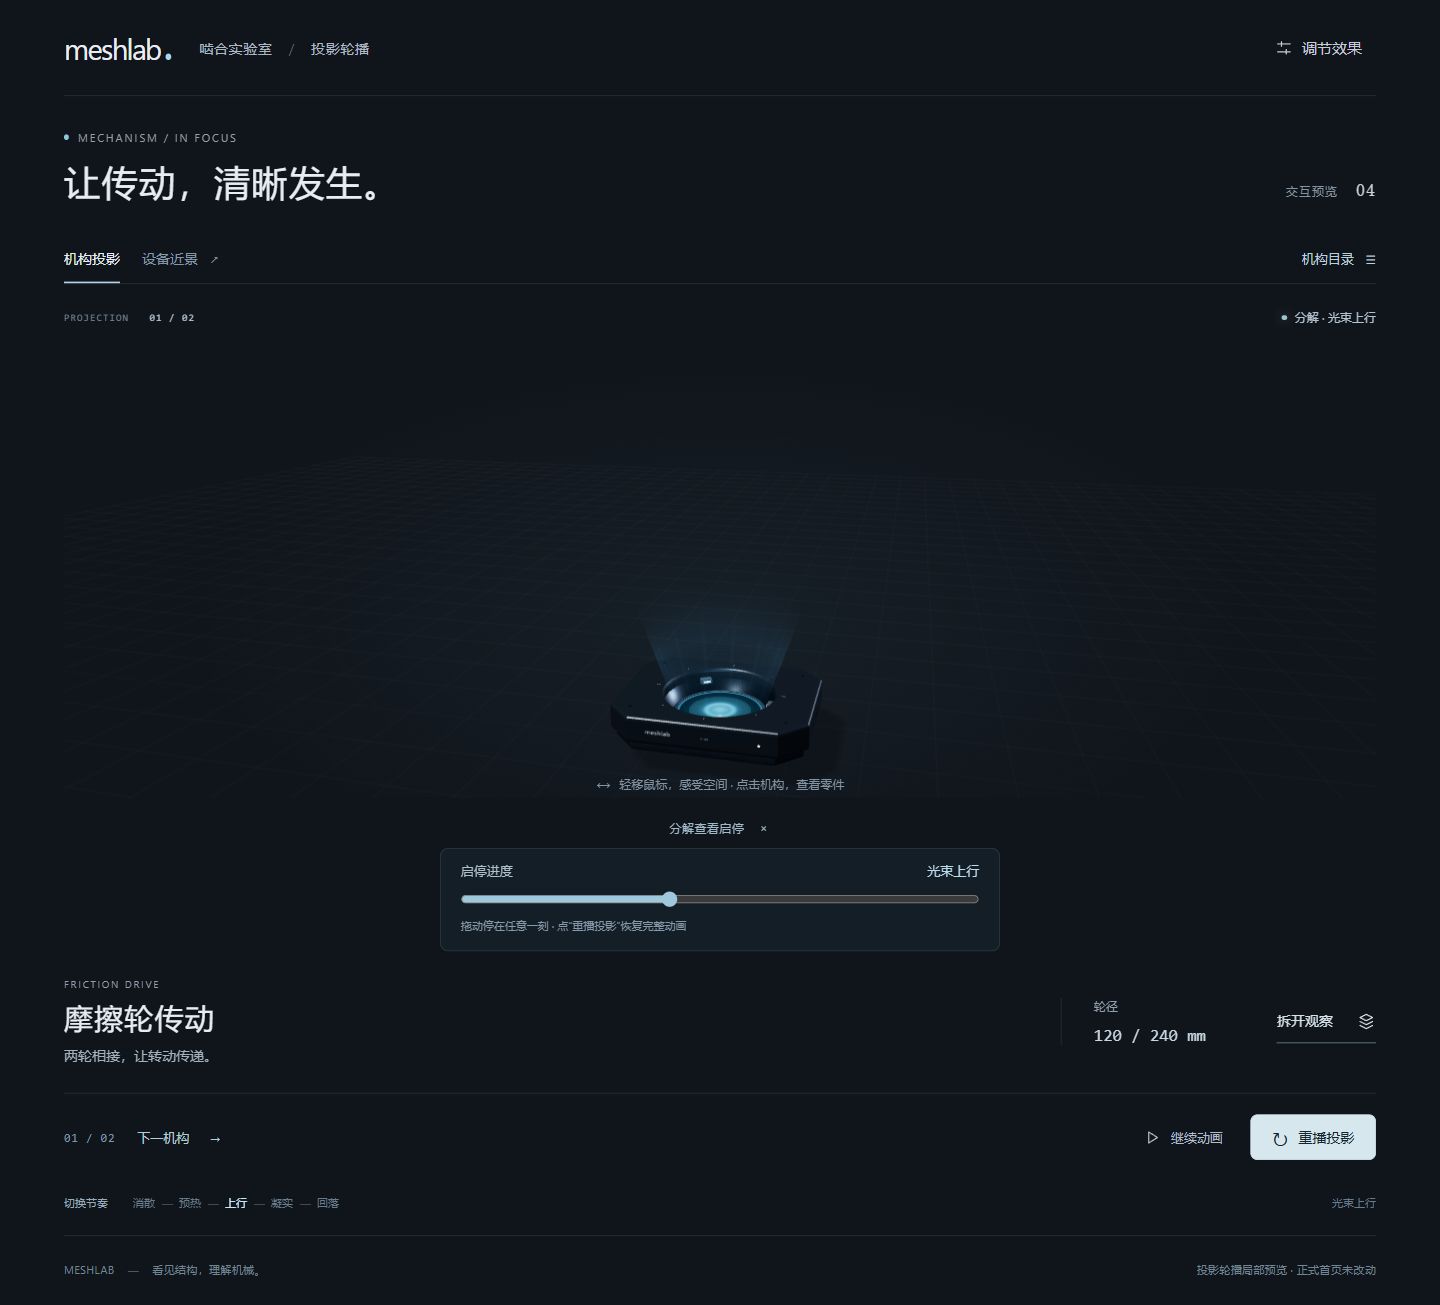 meshlab. 啮合实验室 / 投影轮播 调节效果
MECHANISM / IN FOCUS
让传动，清晰发生。
交互预览 04
机构投影 设备近景 ↗ 机构目录 ☰
PROJECTION 01 / 02 分解 · 光束上行
meshlab
↔ 轻移鼠标，感受空间 · 点击机构，查看零件
分解查看启停 ×
启停进度 光束上行
拖动停在任意一刻 · 点“重播投影”恢复完整动画
FRICTION DRIVE
摩擦轮传动
两轮相接，让转动传递。
轮径
120 / 240 mm
拆开观察
01 / 02 下一机构 → 继续动画 重播投影
切换节奏 消散 — 预热 — 上行 — 凝实 — 回落 光束上行
MESHLAB — 看见结构，理解机械。 投影轮播局部预览 · 正式首页未改动